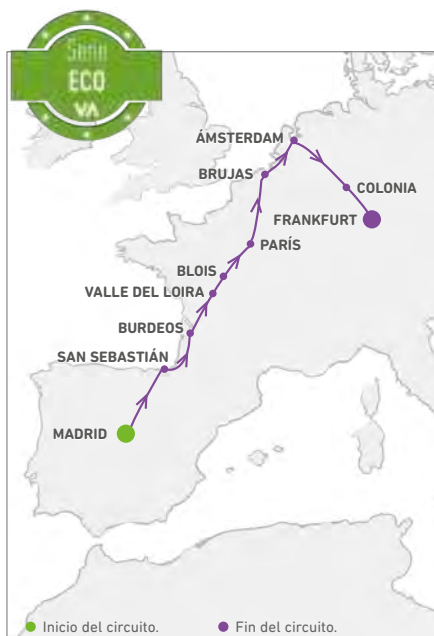 Serie
ECO
VA
ÁMSTERDAM
BRUJAS
COLONIA
FRANKFURT
PARÍS
BLOIS
VALLE DEL LOIRA
BURDEOS
SAN SEBASTIÁN
MADRID
Inicio del circuito.
Fin del circuito.